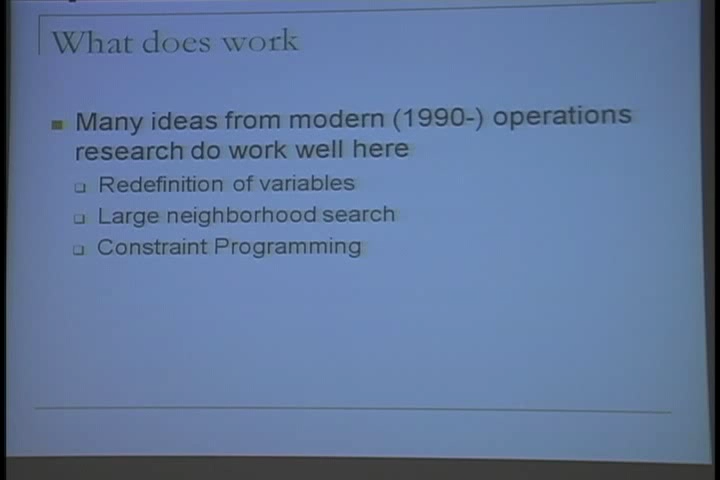 What does work
Many ideas from modern (1990-) operations
research do work well here
Redefinition of variables
Large neighborhood search
Constraint Programming